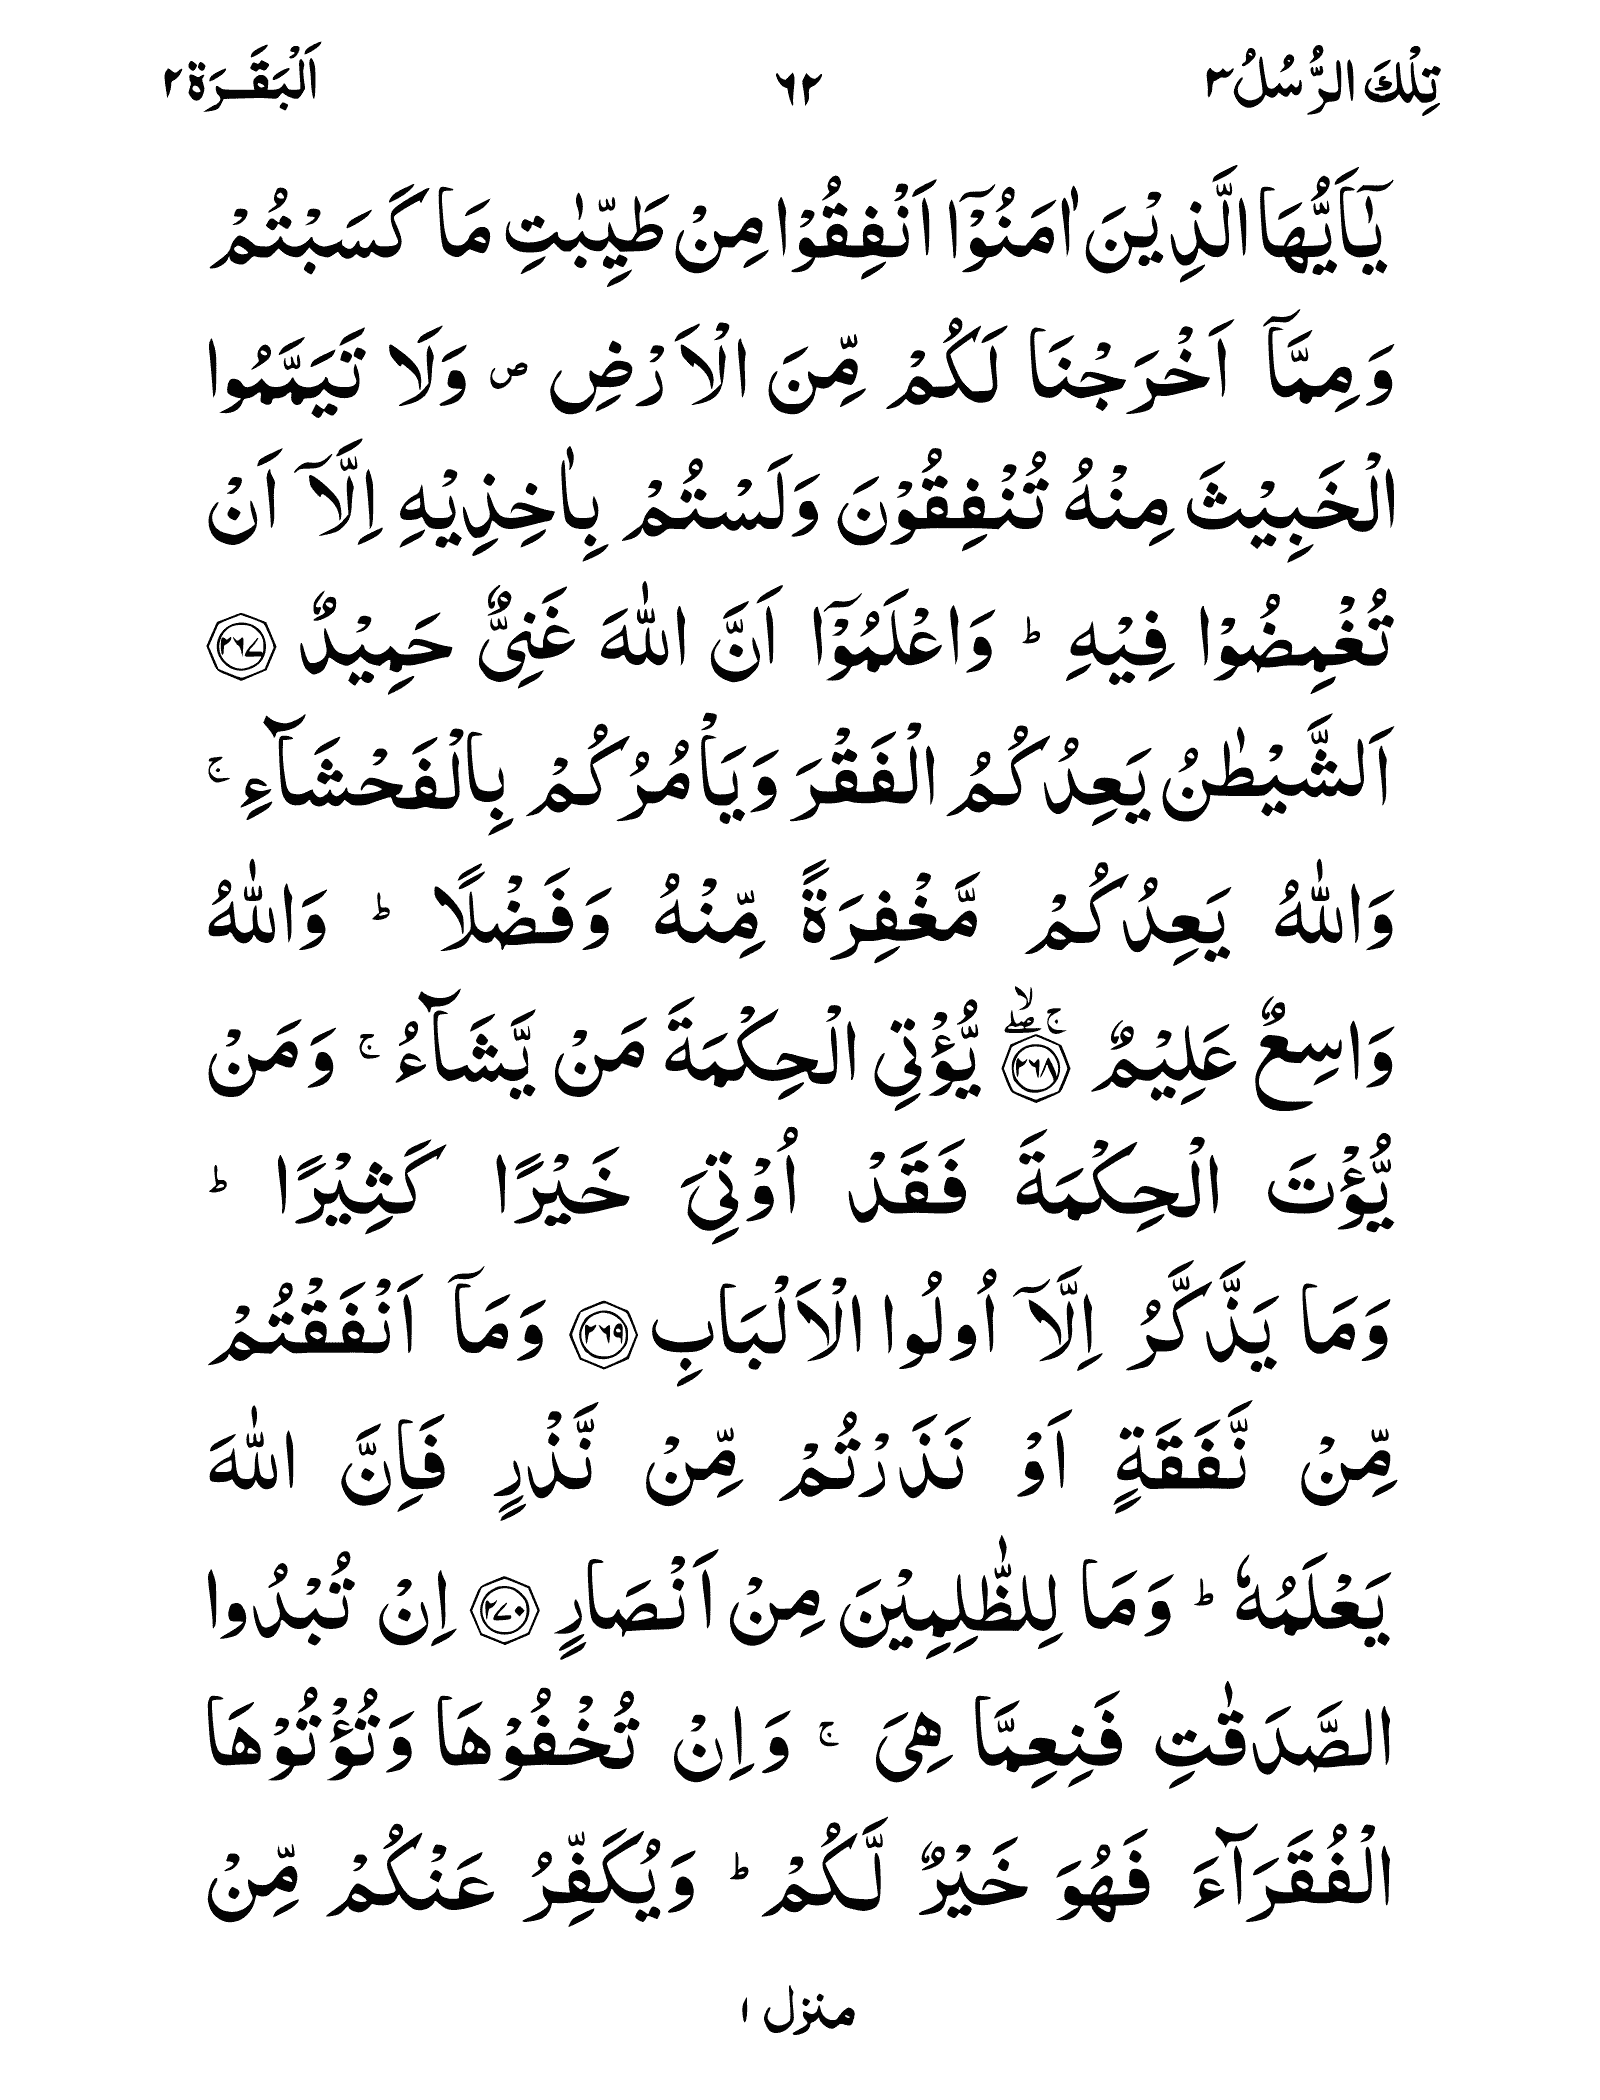 تِلْكَ الرُّسُلُ ٣ ٦٢ اَلْبَقَـرَة ٢
يٰۤاَيُّهَا الَّذِيْنَ اٰمَنُوْۤا اَنْفِقُوْا مِنْ طَيِّبٰتِ مَا كَسَبْتُمْ
وَمِمَّاۤ اَخْرَجْنَا لَكُمْ مِّنَ الْاَرْضِ ۪ وَلَا تَيَمَّمُوا
الْخَبِيْثَ مِنْهُ تُنْفِقُوْنَ وَلَسْتُمْ بِاٰخِذِيْهِ اِلَّاۤ اَنْ
تُغْمِضُوْا فِيْهِ ؕ وَاعْلَمُوْۤا اَنَّ اللّٰهَ غَنِىٌّ حَمِيْدٌ ﴿٢٦٧﴾
اَلشَّيْطٰنُ يَعِدُكُمُ الْفَقْرَ وَيَاْمُرُكُمْ بِالْفَحْشَآءِ ۚ
وَاللّٰهُ يَعِدُكُمْ مَّغْفِرَةً مِّنْهُ وَفَضْلًا ؕ وَاللّٰهُ
وَاسِعٌ عَلِيْمٌ ۖۚۙ ﴿٢٦٨﴾ يُّؤْتِى الْحِكْمَةَ مَنْ يَّشَآءُ ۚ وَمَنْ
يُّؤْتَ الْحِكْمَةَ فَقَدْ اُوْتِىَ خَيْرًا كَثِيْرًا ؕ
وَمَا يَذَّكَّرُ اِلَّاۤ اُولُوا الْاَلْبَابِ ﴿٢٦٩﴾ وَمَاۤ اَنْفَقْتُمْ
مِّنْ نَّفَقَةٍ اَوْ نَذَرْتُمْ مِّنْ نَّذْرٍ فَاِنَّ اللّٰهَ
يَعْلَمُهٗ ؕ وَمَا لِلظّٰلِمِيْنَ مِنْ اَنْصَارٍ ﴿٢٧٠﴾ اِنْ تُبْدُوا
الصَّدَقٰتِ فَنِعِمَّا هِىَ ۚ وَاِنْ تُخْفُوْهَا وَتُؤْتُوْهَا
الْفُقَرَآءَ فَهُوَ خَيْرٌ لَّكُمْ ؕ وَيُكَفِّرُ عَنْكُمْ مِّنْ
منزل ١